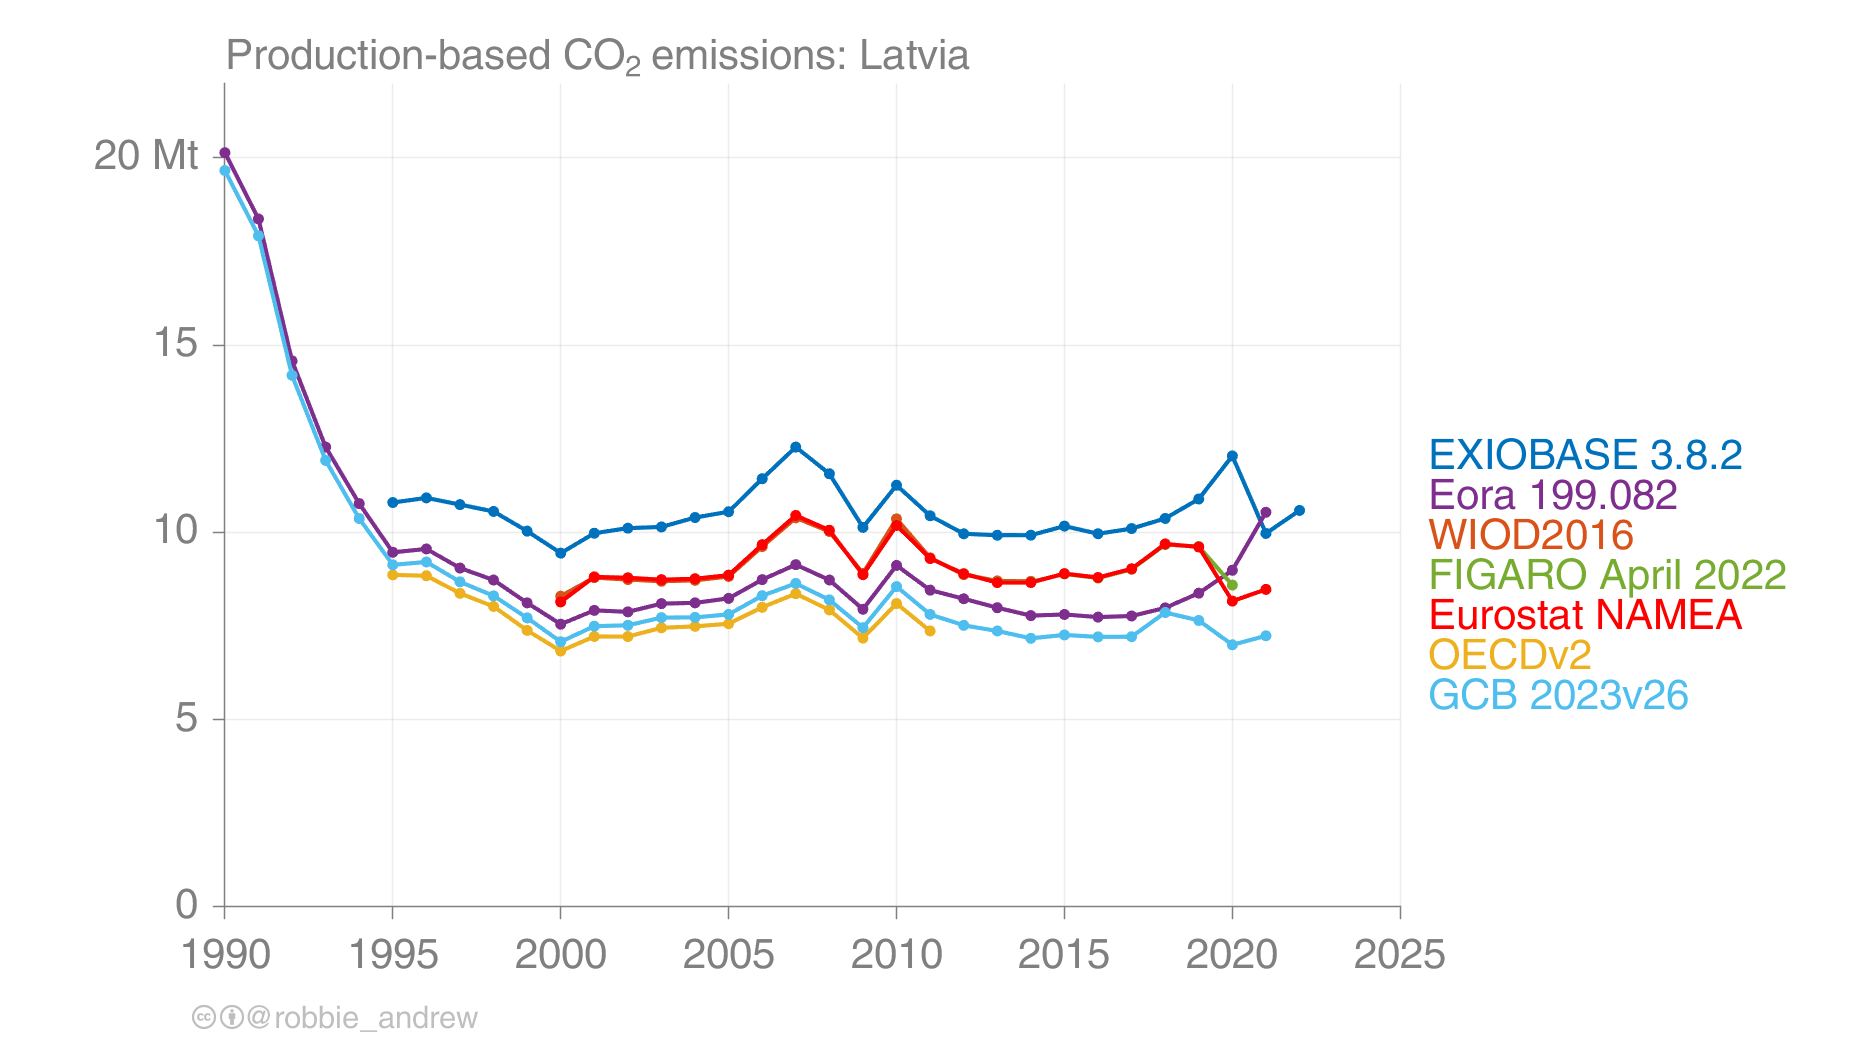 Production-based CO₂ emissions: Latvia
20 Mt
15
10
5
0
1990 1995 2000 2005 2010 2015 2020 2025
EXIOBASE 3.8.2
Eora 199.082
WIOD2016
FIGARO April 2022
Eurostat NAMEA
OECDv2
GCB 2023v26
@robbie_andrew